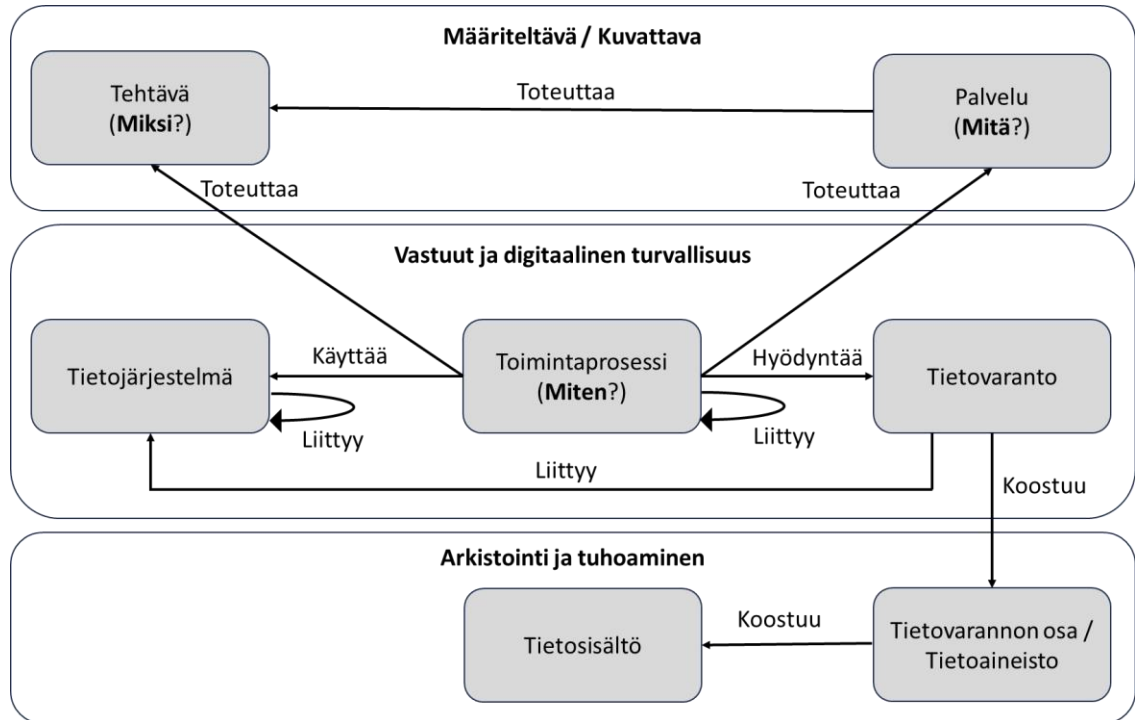 Määriteltävä / Kuvattava
Tehtävä
(Miksi?)
Toteuttaa
Palvelu
(Mitä?)
Toteuttaa
Toteuttaa
Vastuut ja digitaalinen turvallisuus
Tietojärjestelmä
Käyttää
Toimintaprosessi
(Miten?)
Hyödyntää
Tietovaranto
Liittyy
Liittyy
Liittyy
Koostuu
Arkistointi ja tuhoaminen
Tietosisältö
Koostuu
Tietovarannon osa /
Tietoaineisto